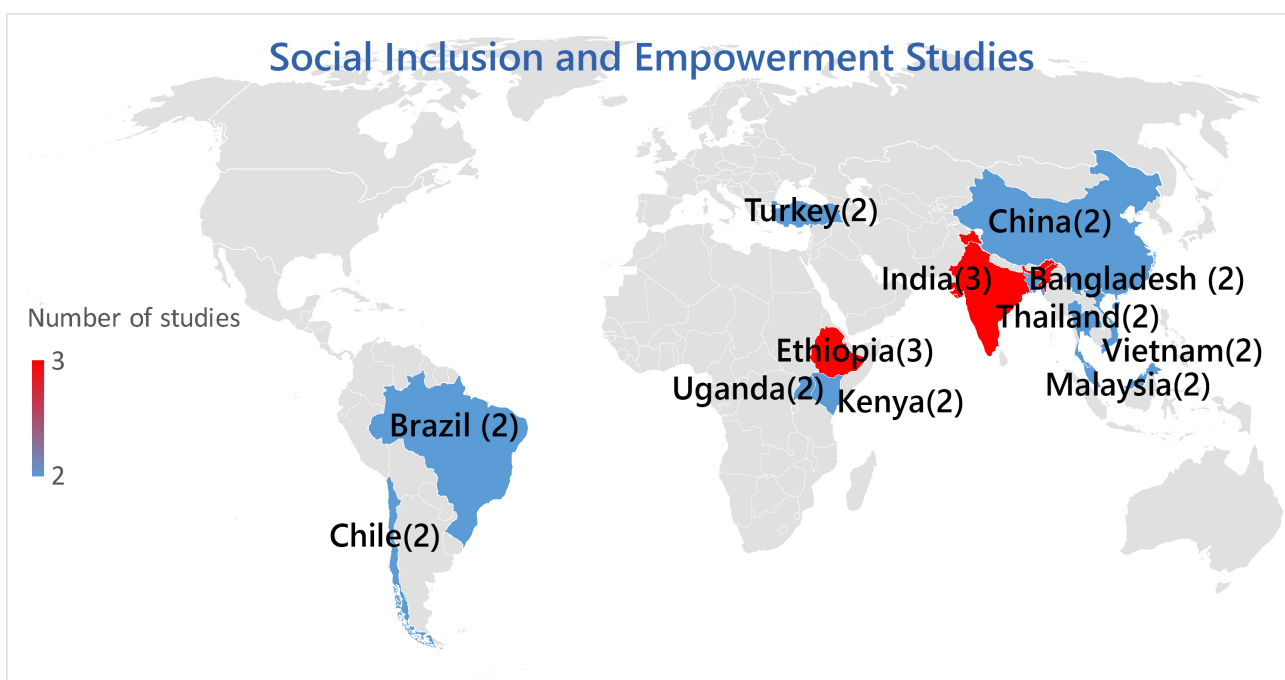 Social Inclusion and Empowerment Studies
Turkey(2)
China(2)
India(3)
Bangladesh (2)
Thailand(2)
Number of studies
3
2
Ethiopia(3)
Vietnam(2)
Uganda(2)
Kenya(2)
Malaysia(2)
Brazil (2)
Chile(2)